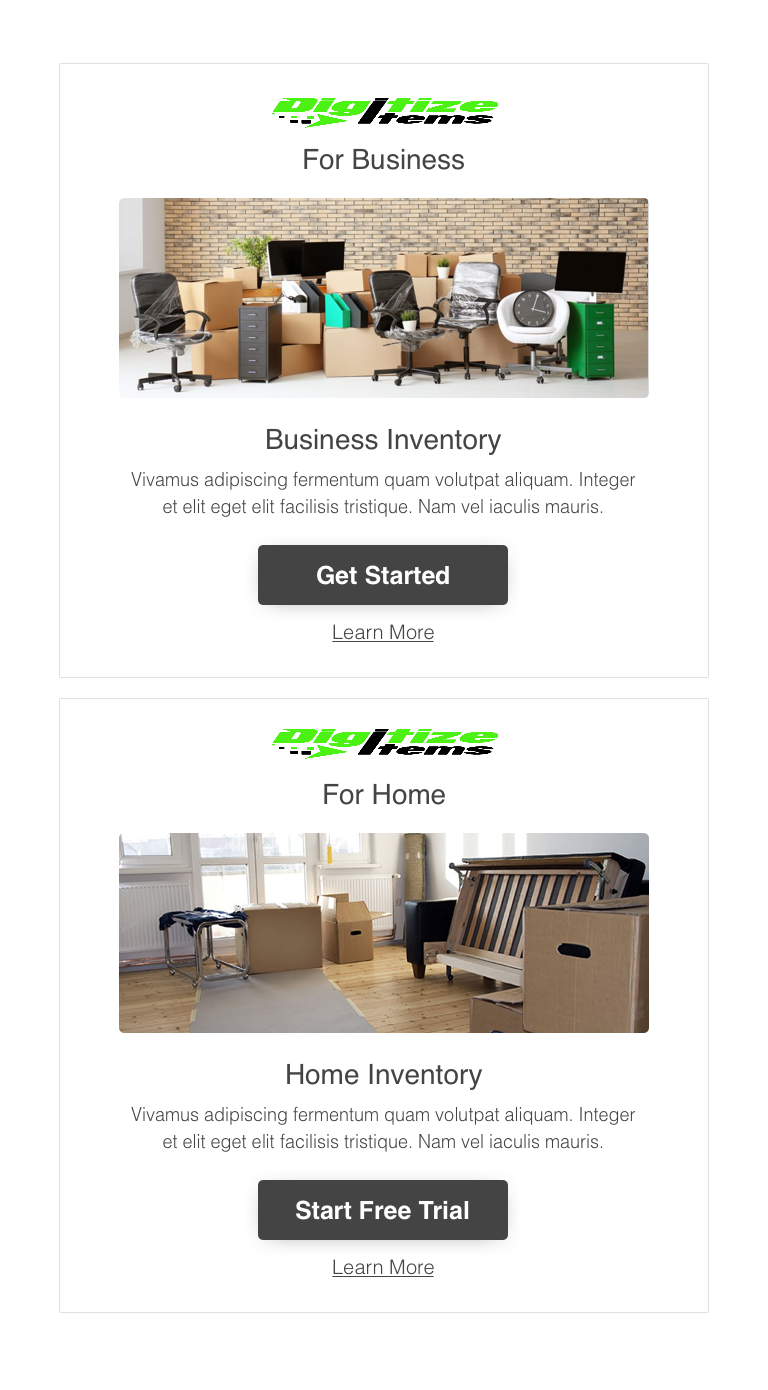 Digitize
Items
For Business
Business Inventory
Vivamus adipiscing fermentum quam volutpat aliquam. Integer
et elit eget elit facilisis tristique. Nam vel iaculis mauris.
Get Started
Learn More
Digitize
Items
For Home
Home Inventory
Vivamus adipiscing fermentum quam volutpat aliquam. Integer
et elit eget elit facilisis tristique. Nam vel iaculis mauris.
Start Free Trial
Learn More